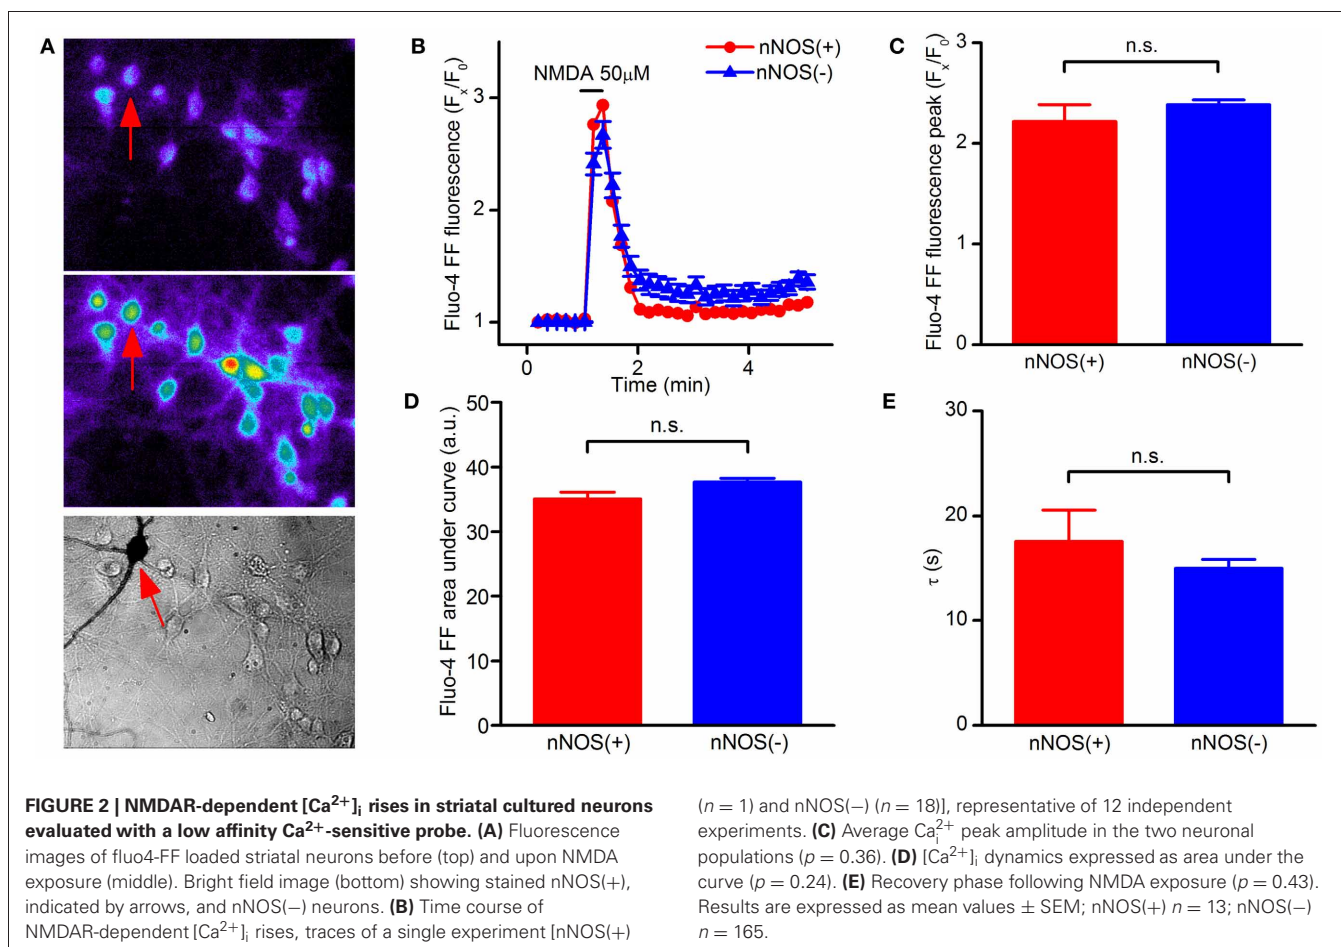 A
B
nNOS(+)
nNOS(-)
NMDA 50µM
Fluo-4 FF fluorescence (Fx/F0)
3
2
1
0
2
4
Time (min)
C
n.s.
Fluo-4 FF fluorescence peak (Fx/F0)
3
2
1
0
nNOS(+)
nNOS(-)
D
n.s.
Fluo-4 FF area under curve (a.u.)
50
40
30
20
10
0
nNOS(+)
nNOS(-)
E
n.s.
τ (s)
30
20
10
0
nNOS(+)
nNOS(-)
FIGURE 2 | NMDAR-dependent [Ca2+]i rises in striatal cultured neurons
evaluated with a low affinity Ca2+-sensitive probe. (A) Fluorescence
images of fluo4-FF loaded striatal neurons before (top) and upon NMDA
exposure (middle). Bright field image (bottom) showing stained nNOS(+),
indicated by arrows, and nNOS(−) neurons. (B) Time course of
NMDAR-dependent [Ca2+]i rises, traces of a single experiment [nNOS(+)
(n = 1) and nNOS(−) (n = 18)], representative of 12 independent
experiments. (C) Average Cai2+ peak amplitude in the two neuronal
populations (p = 0.36). (D) [Ca2+]i dynamics expressed as area under the
curve (p = 0.24). (E) Recovery phase following NMDA exposure (p = 0.43).
Results are expressed as mean values ± SEM; nNOS(+) n = 13; nNOS(−)
n = 165.